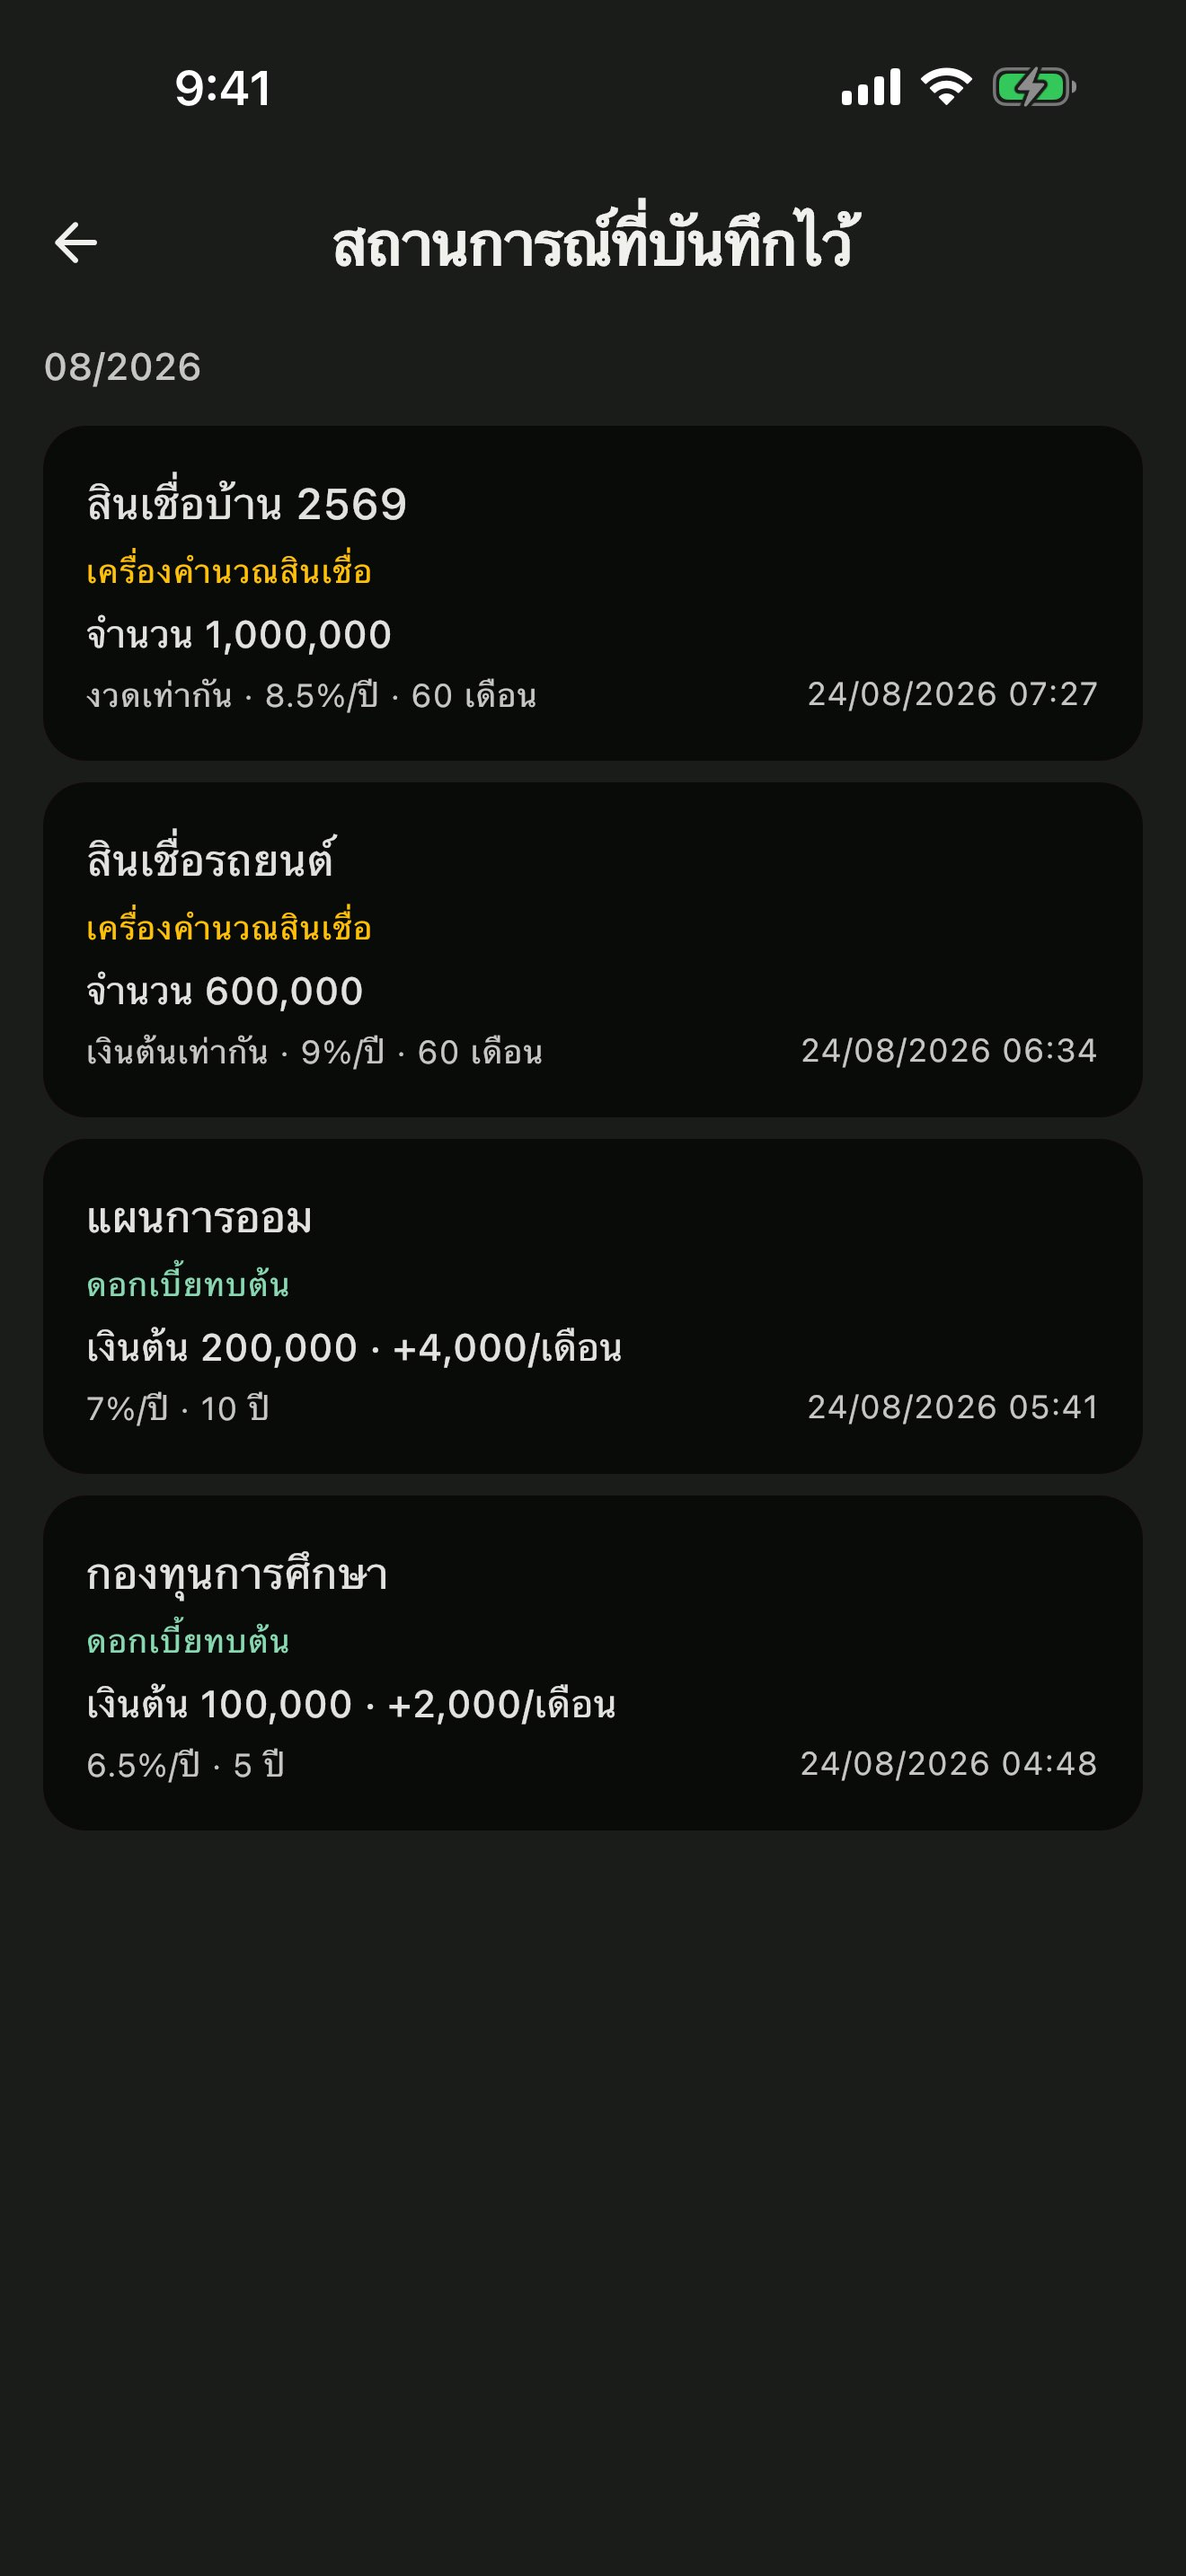 9:41
สถานการณ์ที่บันทึกไว้
08/2026
สินเชื่อบ้าน 2569
เครื่องคำนวณสินเชื่อ
จำนวน 1,000,000
งวดเท่ากัน · 8.5%/ปี · 60 เดือน 24/08/2026 07:27
สินเชื่อรถยนต์
เครื่องคำนวณสินเชื่อ
จำนวน 600,000
เงินต้นเท่ากัน · 9%/ปี · 60 เดือน 24/08/2026 06:34
แผนการออม
ดอกเบี้ยทบต้น
เงินต้น 200,000 · +4,000/เดือน
7%/ปี · 10 ปี 24/08/2026 05:41
กองทุนการศึกษา
ดอกเบี้ยทบต้น
เงินต้น 100,000 · +2,000/เดือน
6.5%/ปี · 5 ปี 24/08/2026 04:48